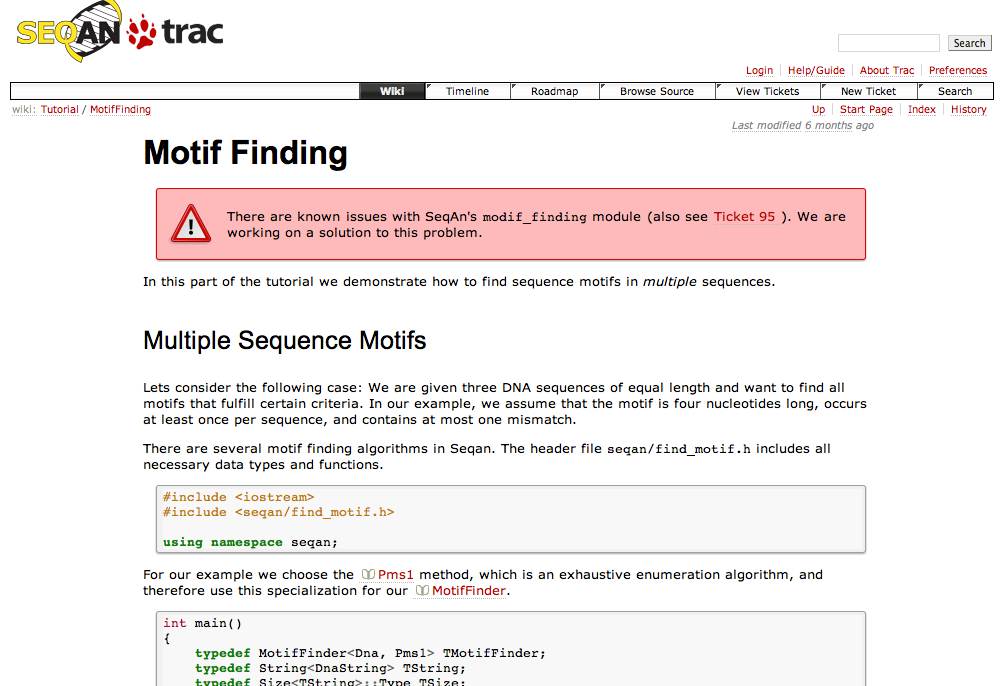 SEQAN trac
Search
Login Help/Guide About Trac Preferences
Wiki Timeline Roadmap Browse Source View Tickets New Ticket Search
wiki: Tutorial / MotifFinding Up Start Page Index History
Last modified 6 months ago
Motif Finding
There are known issues with SeqAn's modif_finding module (also see Ticket 95 ). We are
working on a solution to this problem.
In this part of the tutorial we demonstrate how to find sequence motifs in multiple sequences.
Multiple Sequence Motifs
Lets consider the following case: We are given three DNA sequences of equal length and want to find all
motifs that fulfill certain criteria. In our example, we assume that the motif is four nucleotides long, occurs
at least once per sequence, and contains at most one mismatch.
There are several motif finding algorithms in Seqan. The header file seqan/find_motif.h includes all
necessary data types and functions.
#include <iostream>
#include <seqan/find_motif.h>
using namespace seqan;
For our example we choose the Pms1 method, which is an exhaustive enumeration algorithm, and
therefore use this specialization for our MotifFinder.
int main()
{
typedef MotifFinder<Dna, Pms1> TMotifFinder;
typedef String<DnaString> TString;
typedef Size<TString>::Type TSize;